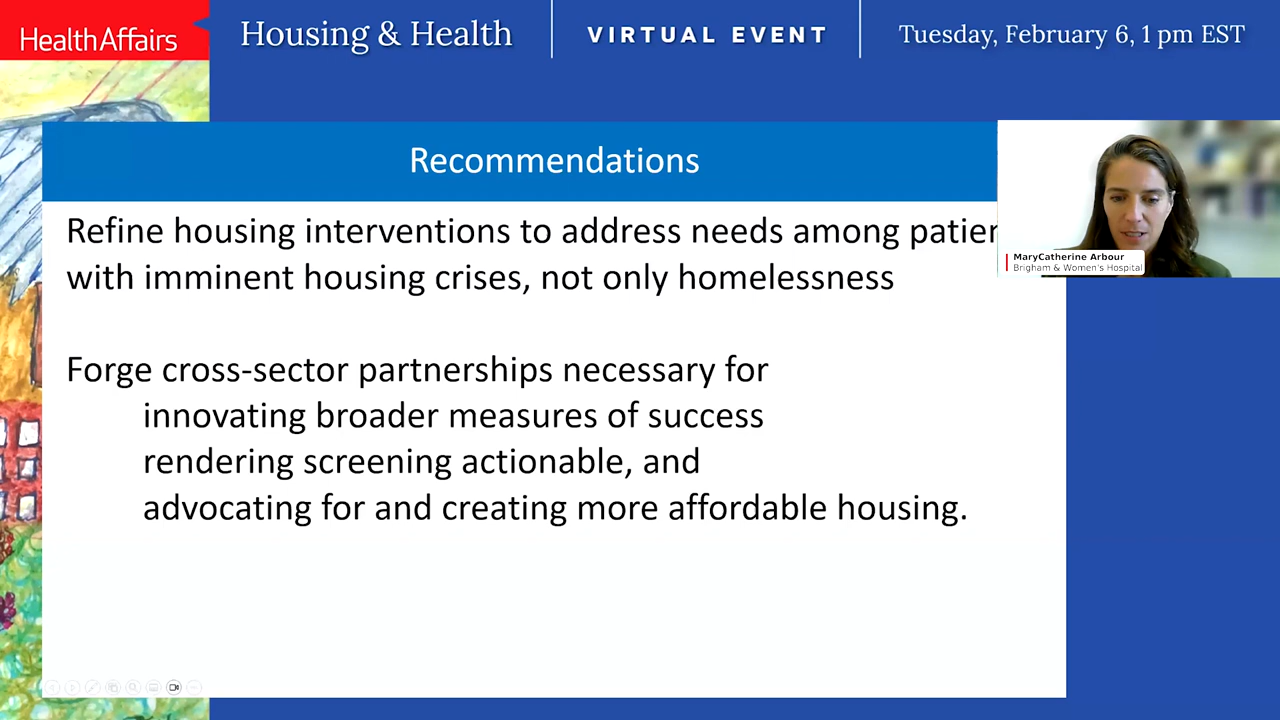 HealthAffairs
Housing & Health
VIRTUAL EVENT
Tuesday, February 6, 1 pm EST
Recommendations
Refine housing interventions to address needs among patien
with imminent housing crises, not only homelessness
Forge cross-sector partnerships necessary for
innovating broader measures of success
rendering screening actionable, and
advocating for and creating more affordable housing.
MaryCatherine Arbour
Brigham & Women's Hospital